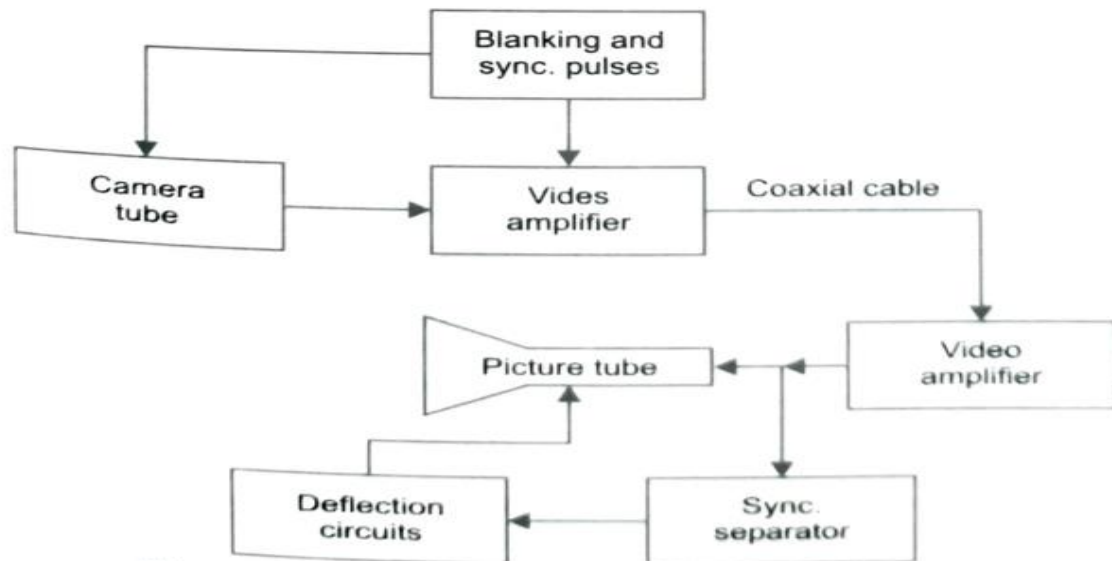 Blanking and
sync. pulses
Camera
tube
Vides
amplifier
Coaxial cable
Video
amplifier
Picture tube
Deflection
circuits
Sync.
separator